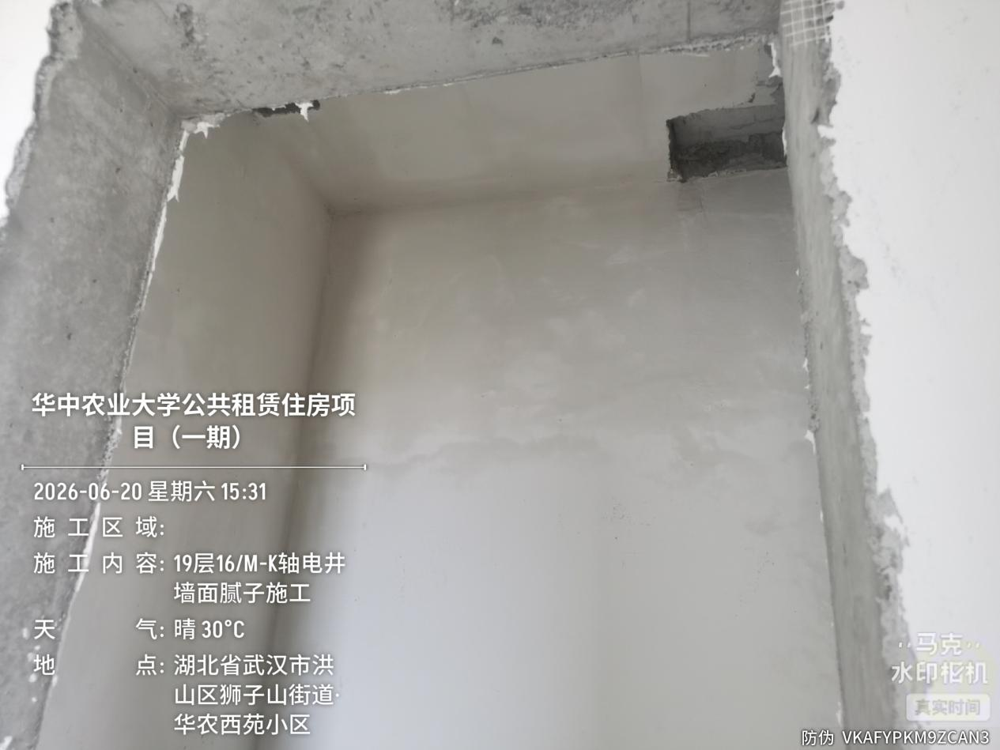 华中农业大学公共租赁住房项
目（一期）
2026-06-20 星期六 15:31
施工区域:
施工内容: 19层16/M-K轴电井
墙面腻子施工
天气: 晴 30°C
地点: 湖北省武汉市洪
山区狮子山街道·
华农西苑小区
马克
水印相机
真实时间
防伪 VKAFYPKM9ZCAN3